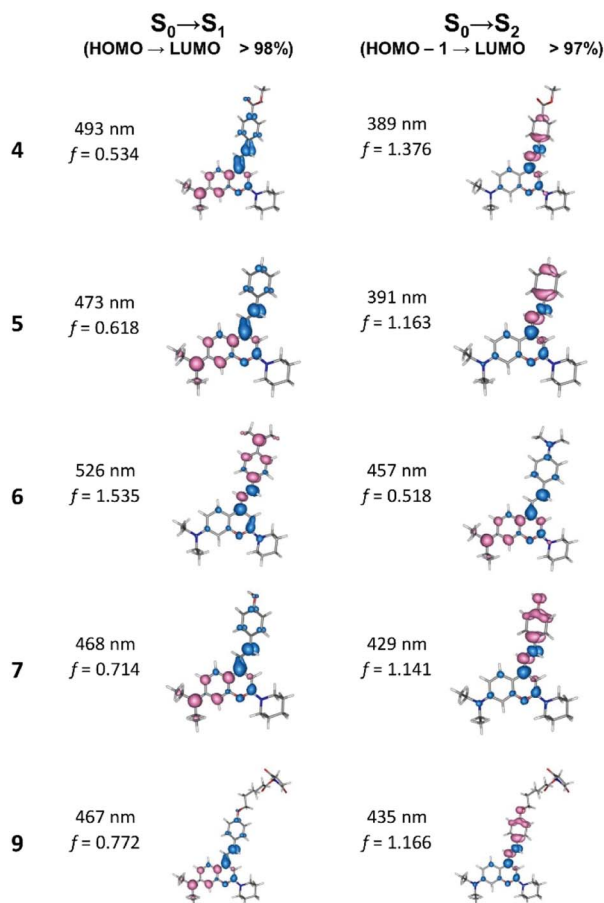 S₀→S₁ S₀→S₂
(HOMO → LUMO > 98%) (HOMO – 1 → LUMO > 97%)
4 493 nm 389 nm
f = 0.534 f = 1.376
5 473 nm 391 nm
f = 0.618 f = 1.163
6 526 nm 457 nm
f = 1.535 f = 0.518
7 468 nm 429 nm
f = 0.714 f = 1.141
9 467 nm 435 nm
f = 0.772 f = 1.166